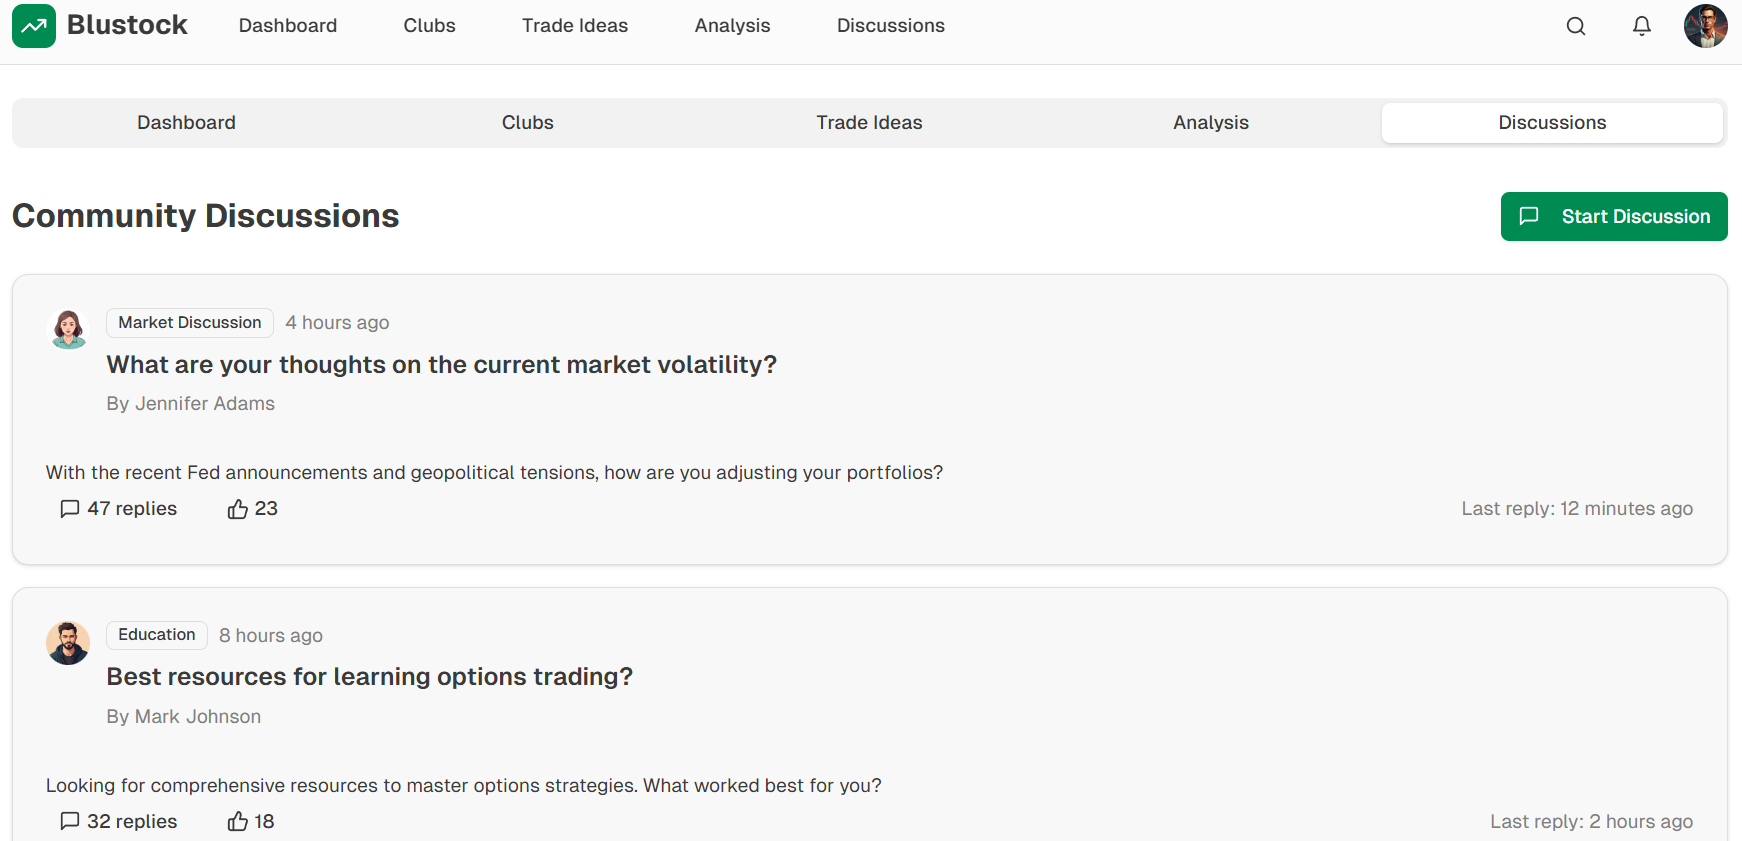 Blustock Dashboard Clubs Trade Ideas Analysis Discussions
Dashboard Clubs Trade Ideas Analysis Discussions
Community Discussions
Start Discussion
Market Discussion 4 hours ago
What are your thoughts on the current market volatility?
By Jennifer Adams
With the recent Fed announcements and geopolitical tensions, how are you adjusting your portfolios?
47 replies 23 Last reply: 12 minutes ago
Education 8 hours ago
Best resources for learning options trading?
By Mark Johnson
Looking for comprehensive resources to master options strategies. What worked best for you?
32 replies 18 Last reply: 2 hours ago